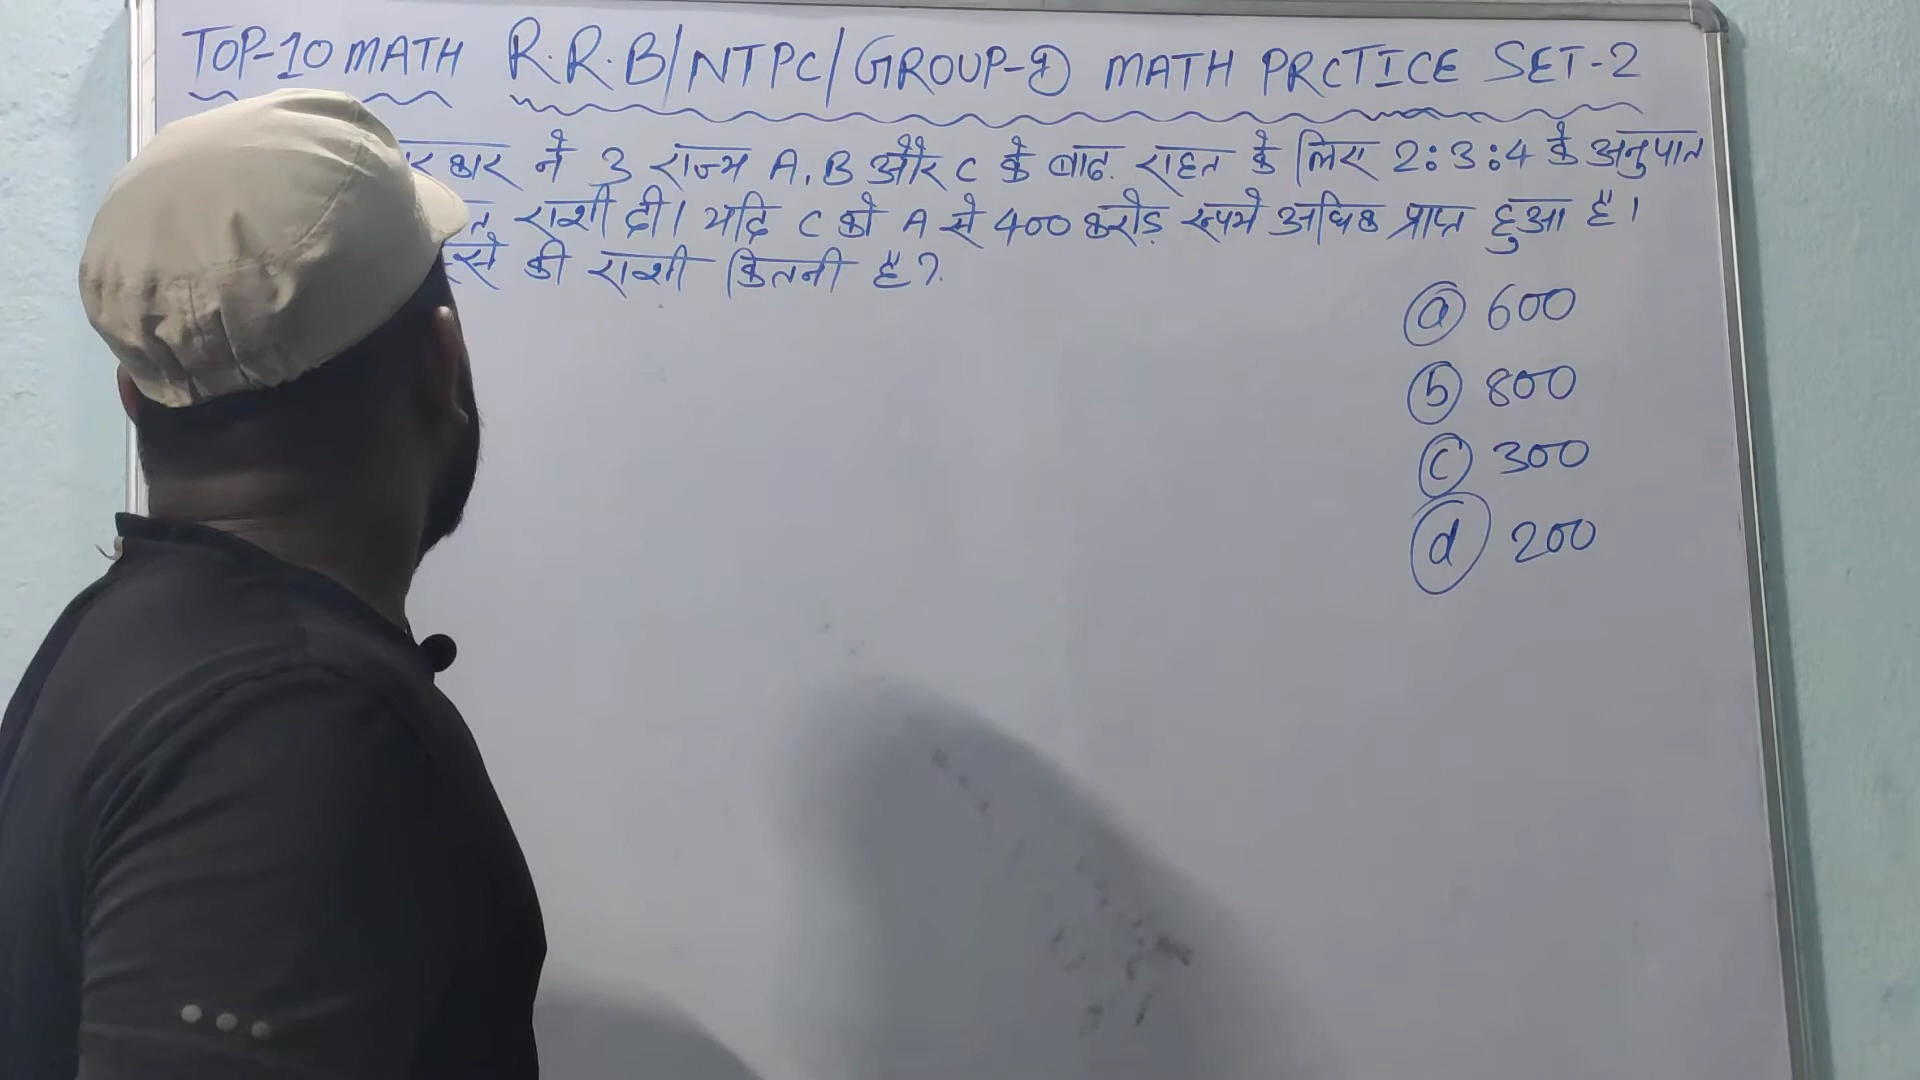 TOP-10 MATH R.R.B/NTPC/GROUP-D MATH PRCTICE SET-2
ने 3 राज्य A, B और C के बाढ़ राहत के लिए 2:3:4 के अनुपात
राशी दी। यदि C को A से 400 करोड़ रूपये अधिक प्राप्त हुआ है।
की राशी कितनी है?
(a) 600
(b) 800
(c) 300
(d) 200